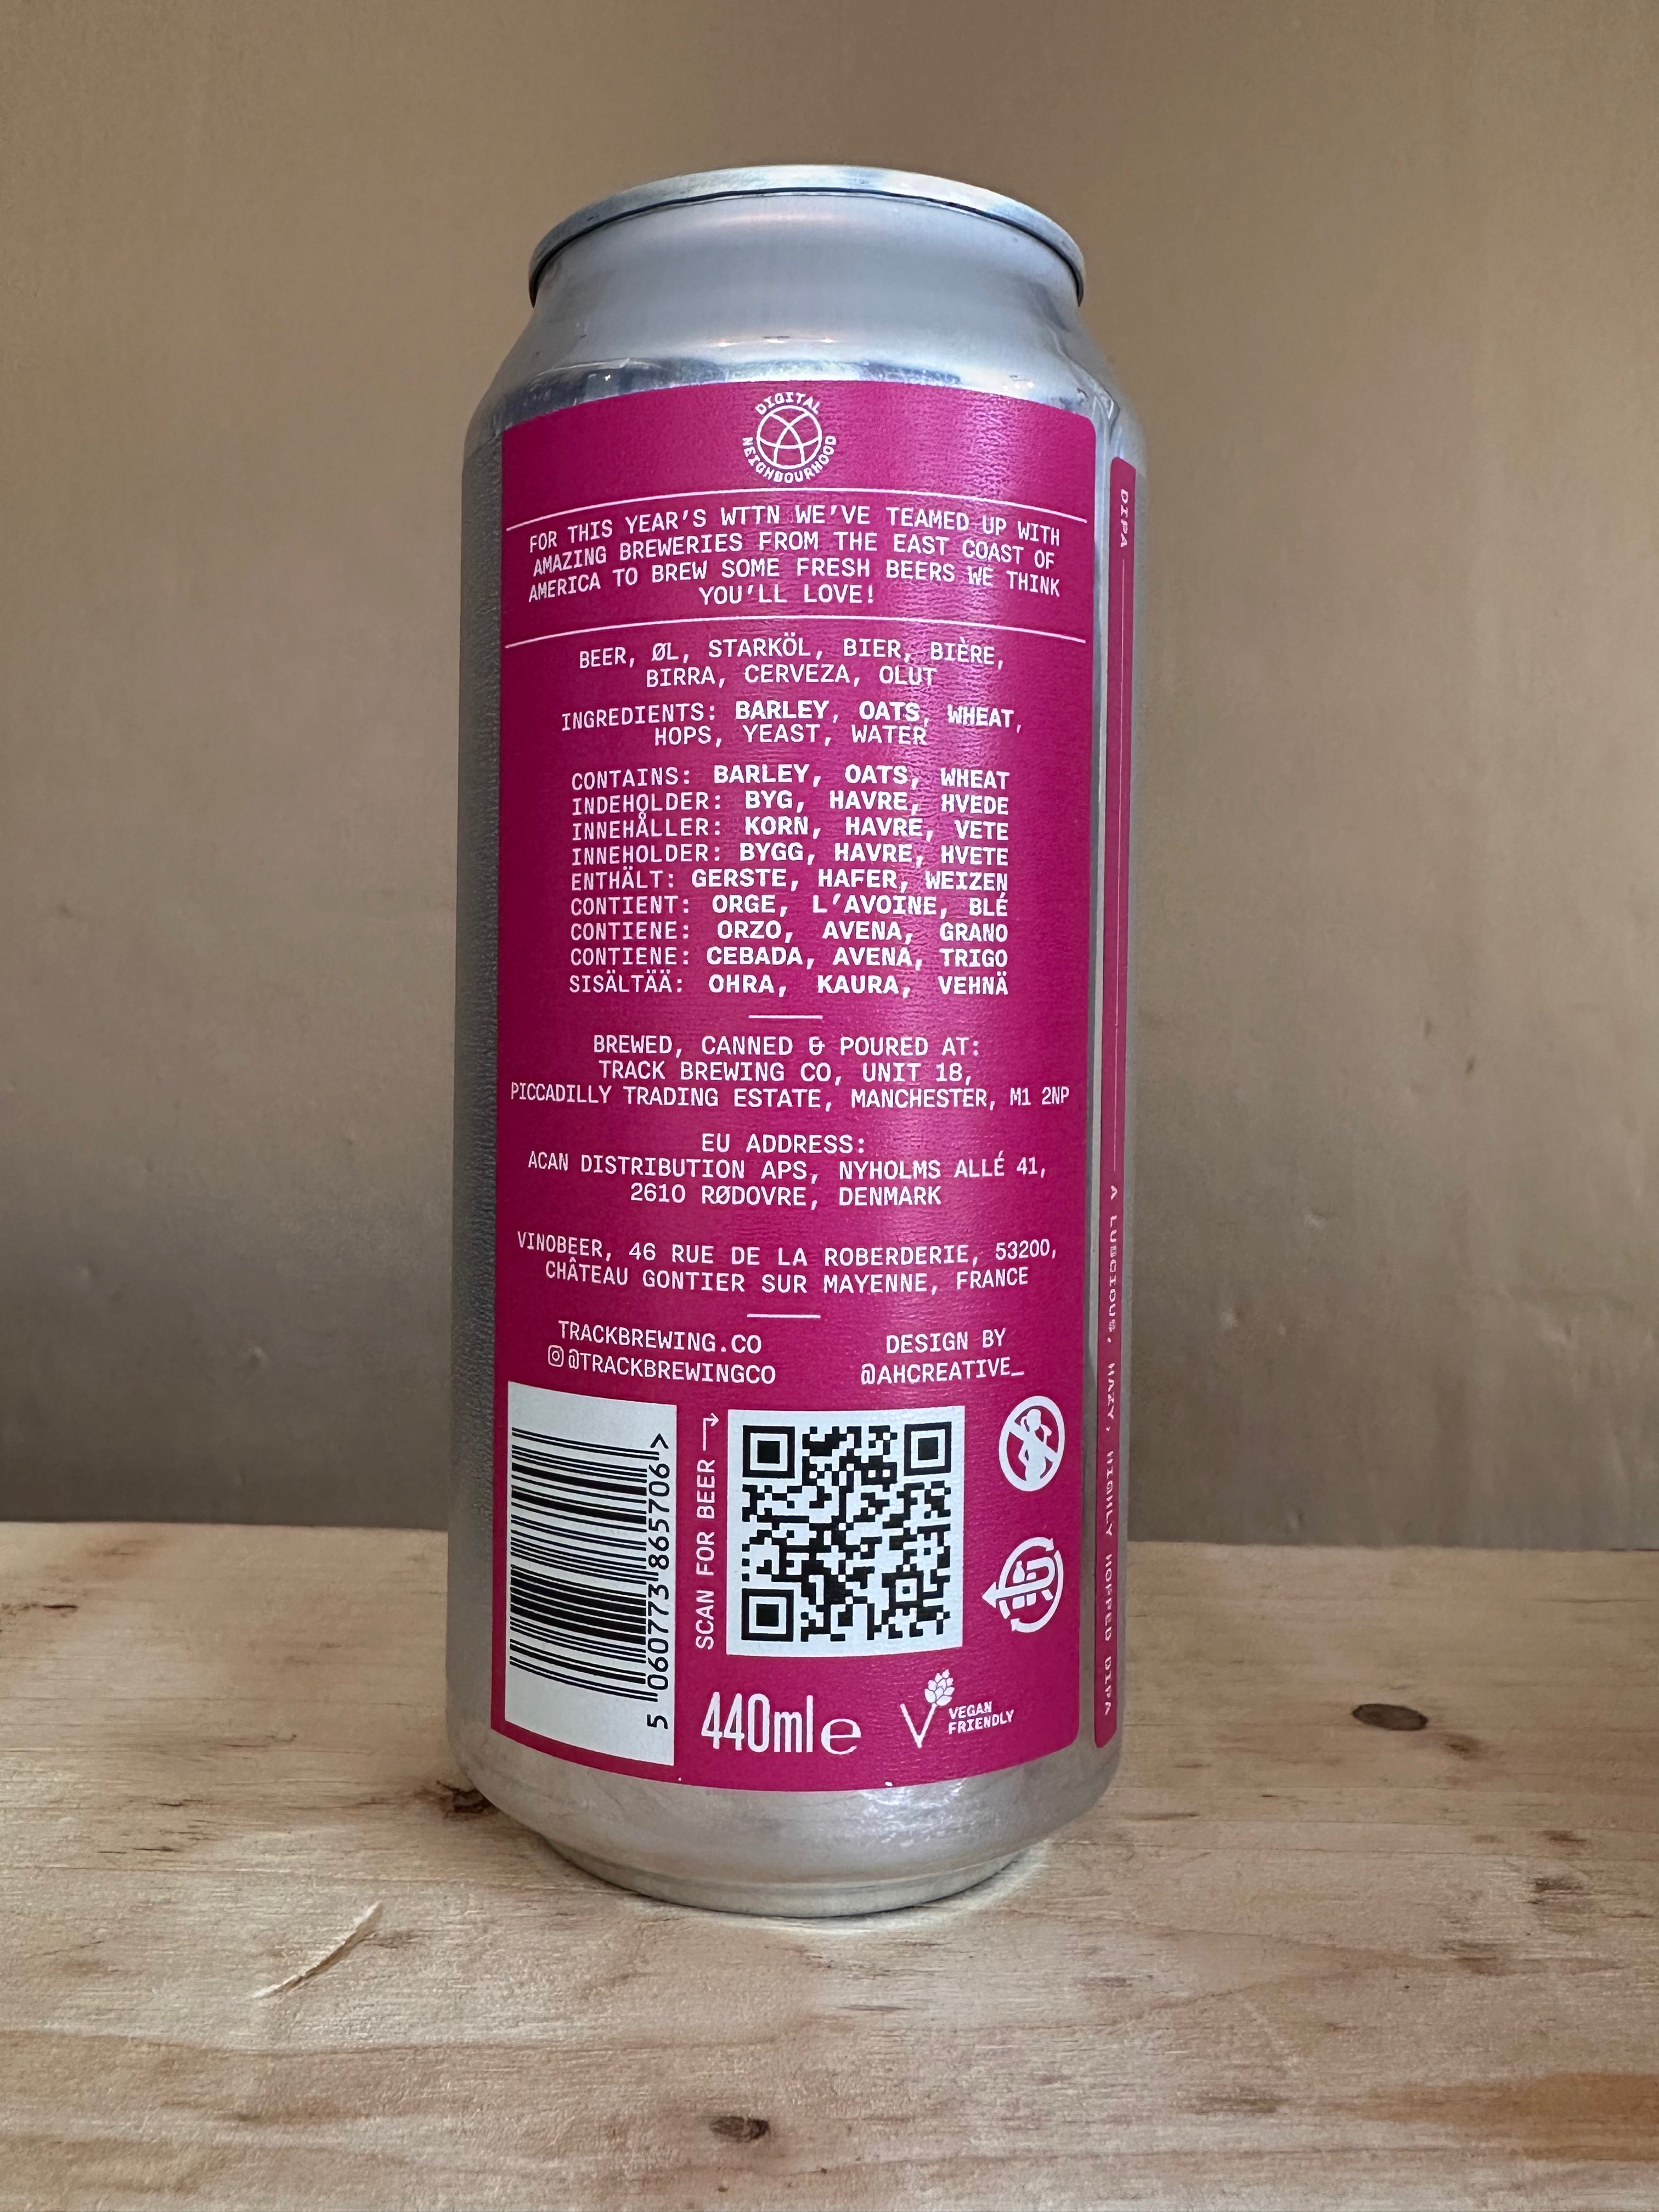 DIGITAL
NEIGHBOURHOOD
FOR THIS YEAR'S WTTN WE'VE TEAMED UP WITH
AMAZING BREWERIES FROM THE EAST COAST OF
AMERICA TO BREW SOME FRESH BEERS WE THINK
YOU'LL LOVE!
BEER, ØL, STARKÖL, BIER, BIÈRE,
BIRRA, CERVEZA, OLUT
INGREDIENTS: BARLEY, OATS, WHEAT,
HOPS, YEAST, WATER
CONTAINS: BARLEY, OATS, WHEAT
INDEHOLDER: BYG, HAVRE, HVEDE
INNEHÅLLER: KORN, HAVRE, VETE
INNEHOLDER: BYGG, HAVRE, HVETE
ENTHÄLT: GERSTE, HAFER, WEIZEN
CONTIENT: ORGE, L'AVOINE, BLÉ
CONTIENE: ORZO, AVENA, GRANO
CONTIENE: CEBADA, AVENA, TRIGO
SISÄLTÄÄ: OHRA, KAURA, VEHNÄ
BREWED, CANNED & POURED AT:
TRACK BREWING CO, UNIT 18,
PICCADILLY TRADING ESTATE, MANCHESTER, M1 2NP
EU ADDRESS:
ACAN DISTRIBUTION APS, NYHOLMS ALLÉ 41,
2610 RØDOVRE, DENMARK
VINOBEER, 46 RUE DE LA ROBERDERIE, 53200,
CHÂTEAU GONTIER SUR MAYENNE, FRANCE
TRACKBREWING.CO
@TRACKBREWINGCO
DESIGN BY
@AHCREATIVE_
5 060773 865706 >
SCAN FOR BEER
440ml e
VEGAN
FRIENDLY
DIPA
A LUSCIOUS, HAZY, HIGHLY HOPPED DIPA